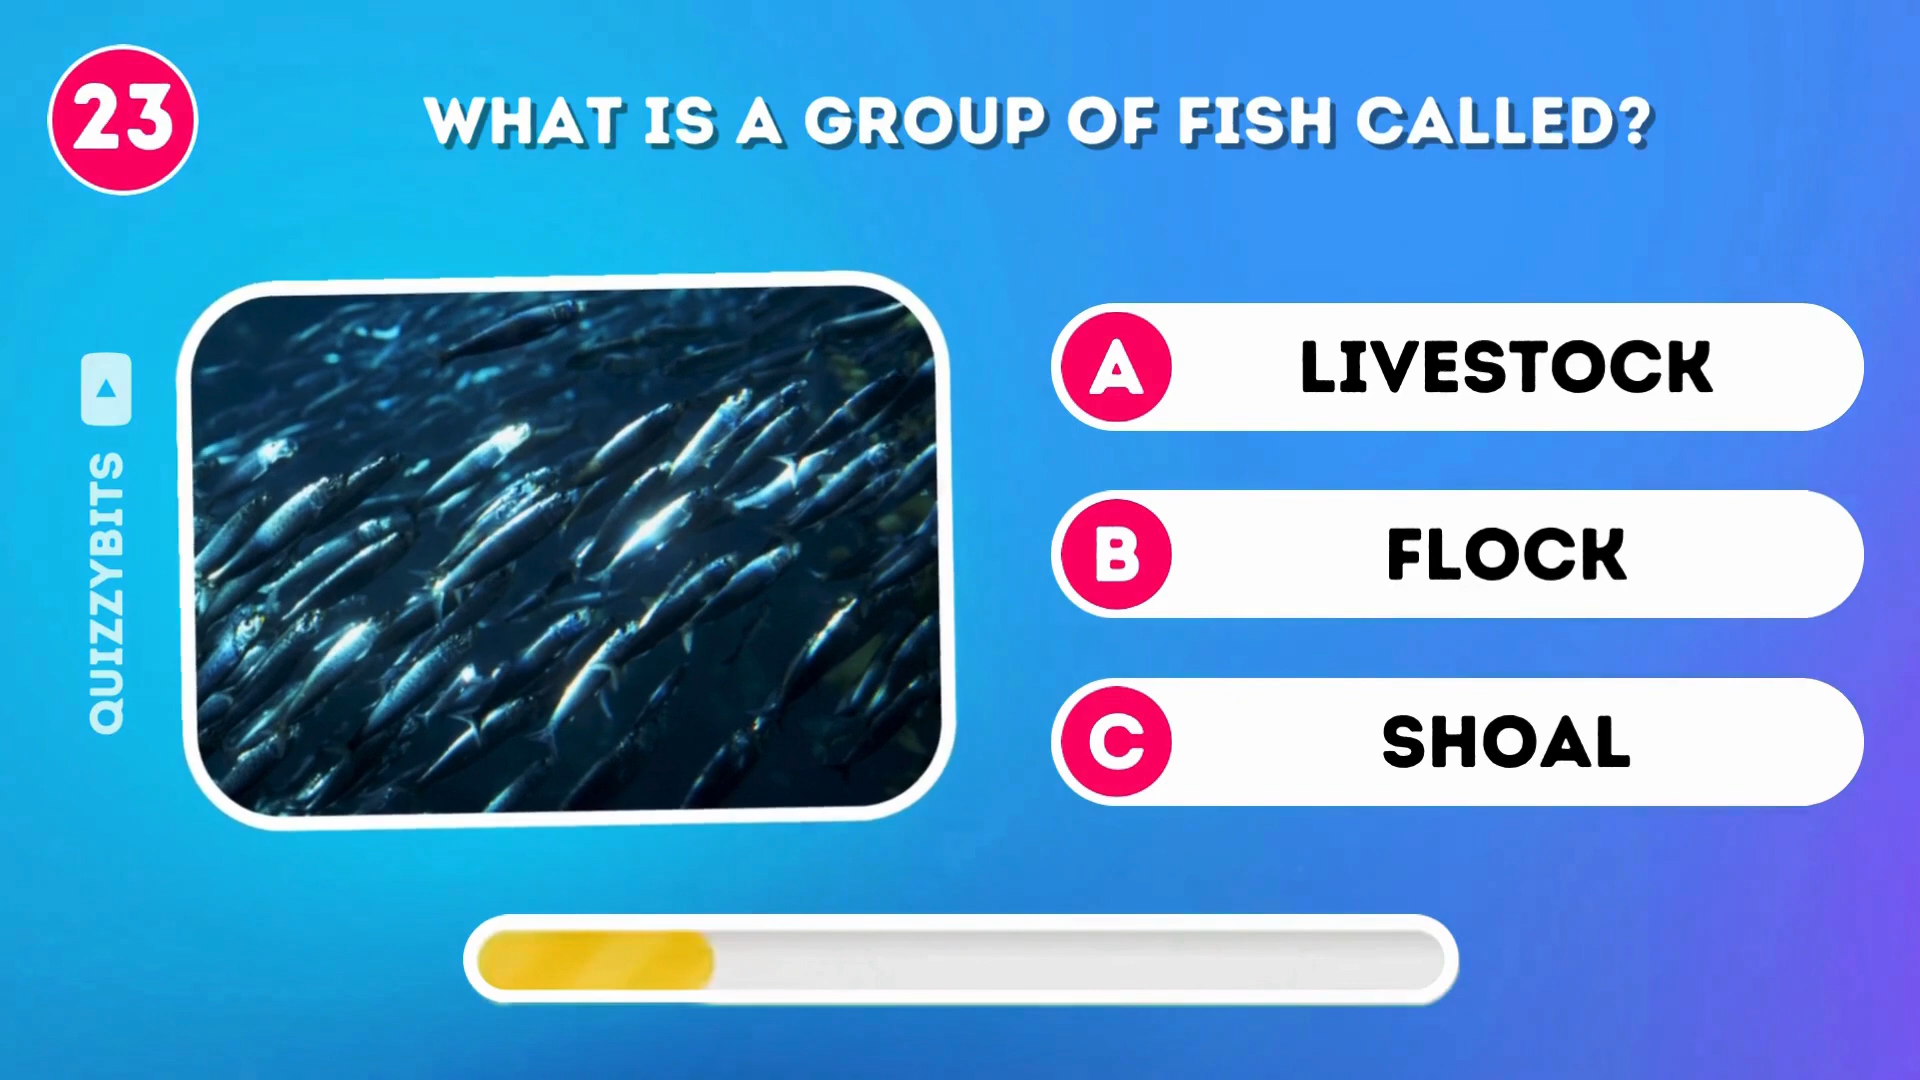 23
WHAT IS A GROUP OF FISH CALLED?
QUIZZYBITS
A LIVESTOCK
B FLOCK
C SHOAL